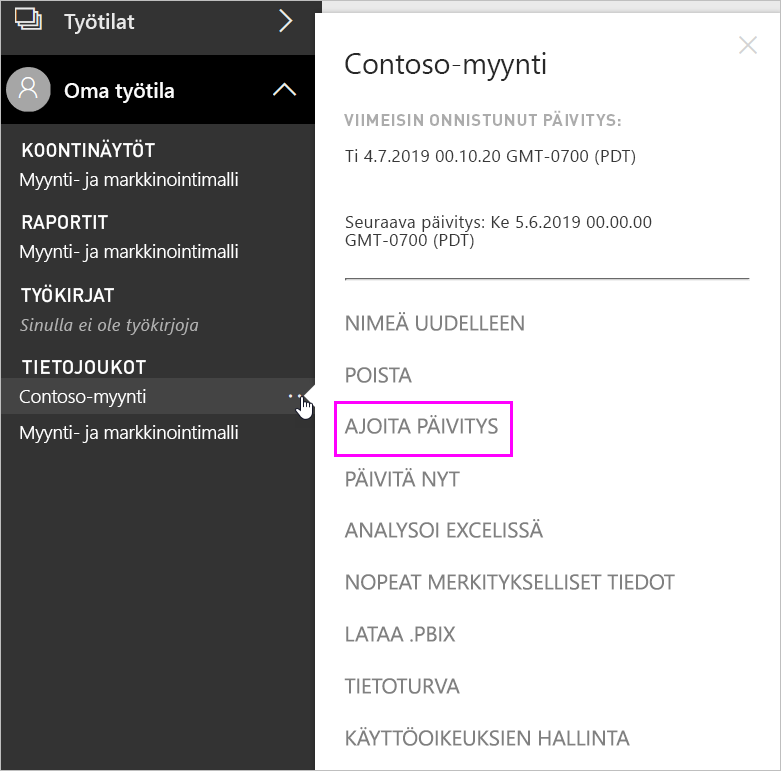 Työtilat
Oma työtila
KOONTINÄYTÖT
Myynti- ja markkinointimalli
RAPORTIT
Myynti- ja markkinointimalli
TYÖKIRJAT
Sinulla ei ole työkirjoja
TIETOJOUKOT
Contoso-myynti
Myynti- ja markkinointimalli
Contoso-myynti
VIIMEISIN ONNISTUNUT PÄIVITYS:
Ti 4.7.2019 00.10.20 GMT-0700 (PDT)
Seuraava päivitys: Ke 5.6.2019 00.00.00
GMT-0700 (PDT)
NIMEÄ UUDELLEEN
POISTA
AJOITA PÄIVITYS
PÄIVITÄ NYT
ANALYSOI EXCELISSÄ
NOPEAT MERKITYKSELLISET TIEDOT
LATAA .PBIX
TIETOTURVA
KÄYTTÖOIKEUKSIEN HALLINTA